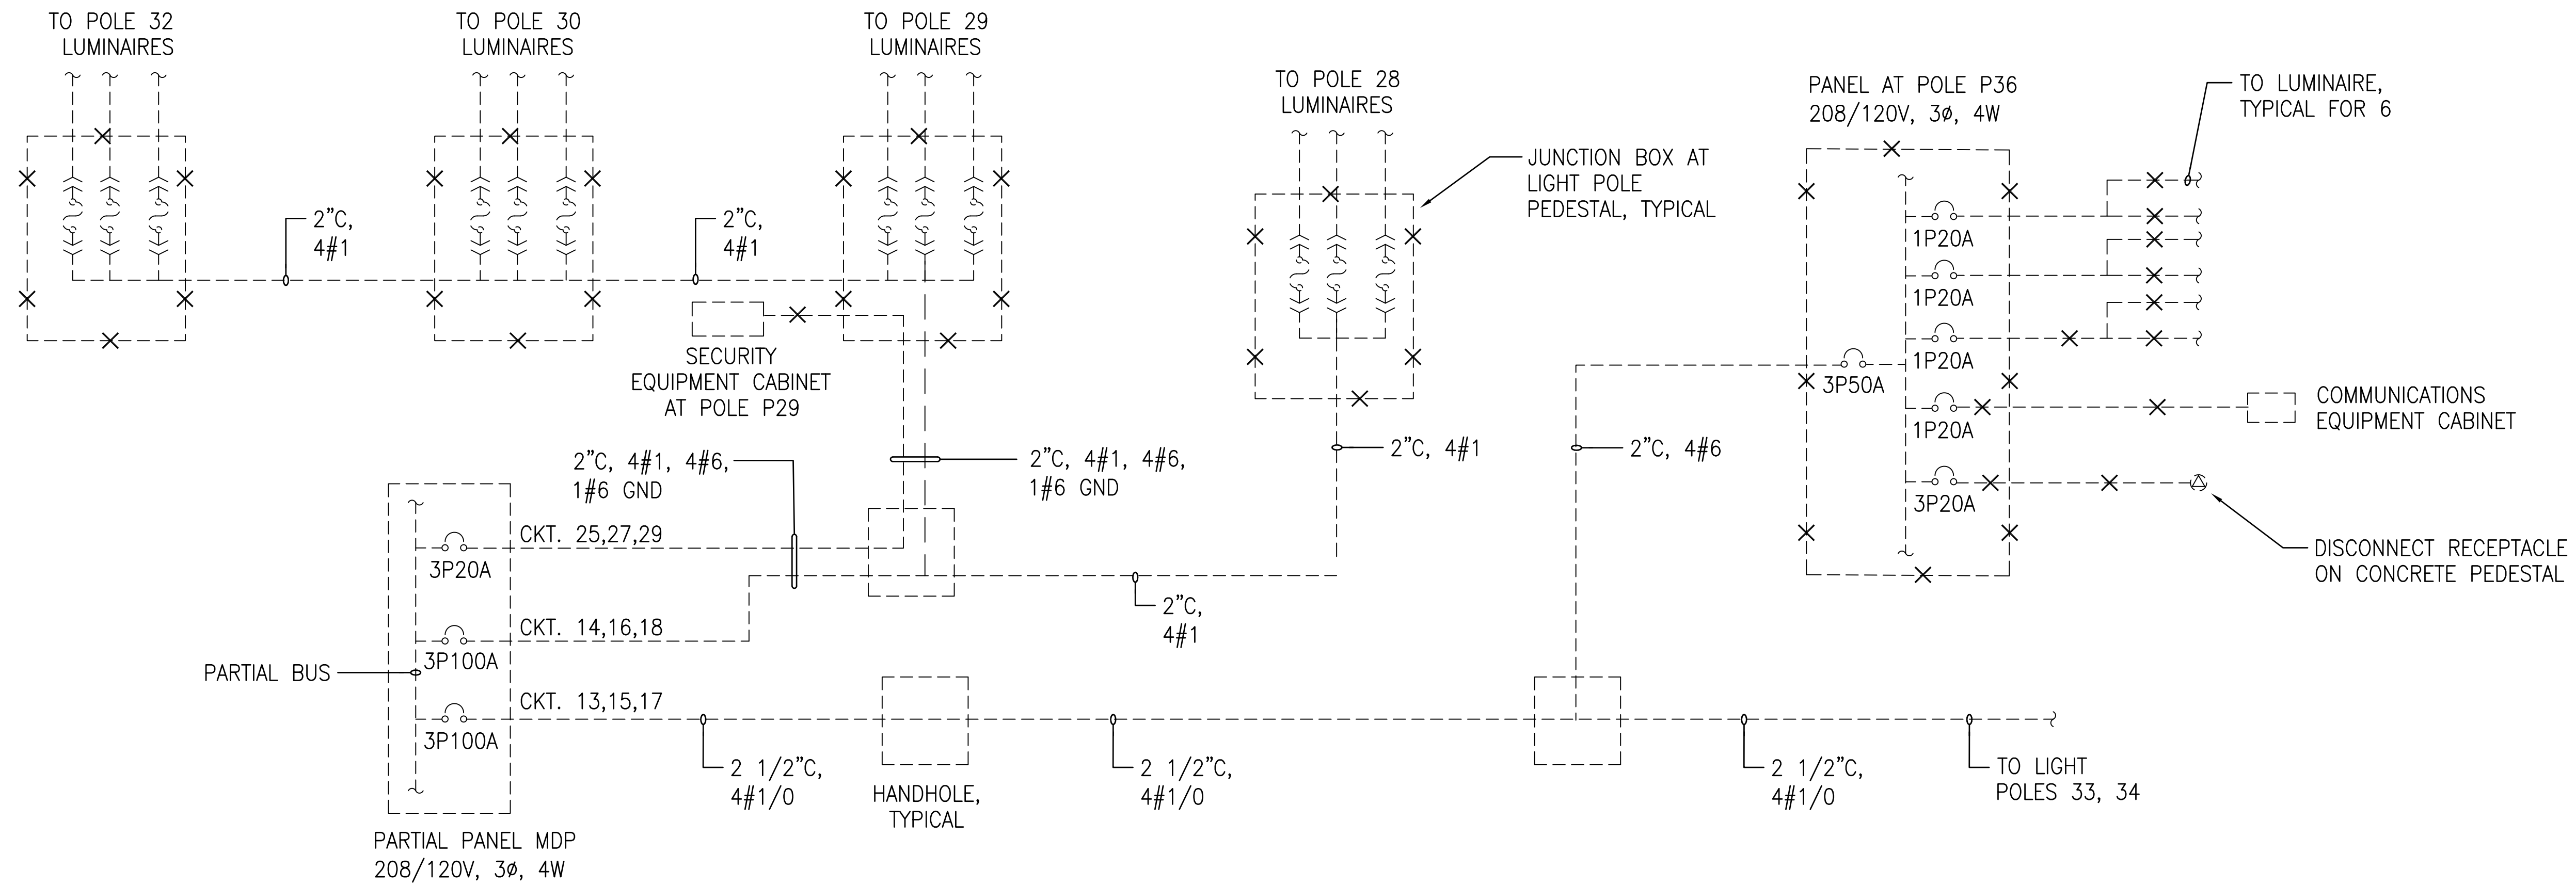 TO POLE 32
LUMINAIRES
TO POLE 30
LUMINAIRES
TO POLE 29
LUMINAIRES
TO POLE 28
LUMINAIRES
PANEL AT POLE P36
208/120V, 3ø, 4W
TO LUMINAIRE,
TYPICAL FOR 6
JUNCTION BOX AT
LIGHT POLE
PEDESTAL, TYPICAL
2"C,
4#1
2"C,
4#1
1P20A
1P20A
1P20A
3P50A
1P20A
3P20A
SECURITY
EQUIPMENT CABINET
AT POLE P29
COMMUNICATIONS
EQUIPMENT CABINET
2"C, 4#1, 4#6,
1#6 GND
2"C, 4#1, 4#6,
1#6 GND
2"C, 4#1
2"C, 4#6
DISCONNECT RECEPTACLE
ON CONCRETE PEDESTAL
CKT. 25,27,29
3P20A
2"C,
4#1
CKT. 14,16,18
3P100A
PARTIAL BUS
CKT. 13,15,17
3P100A
2 1/2"C,
4#1/0
HANDHOLE,
TYPICAL
2 1/2"C,
4#1/0
2 1/2"C,
4#1/0
TO LIGHT
POLES 33, 34
PARTIAL PANEL MDP
208/120V, 3ø, 4W